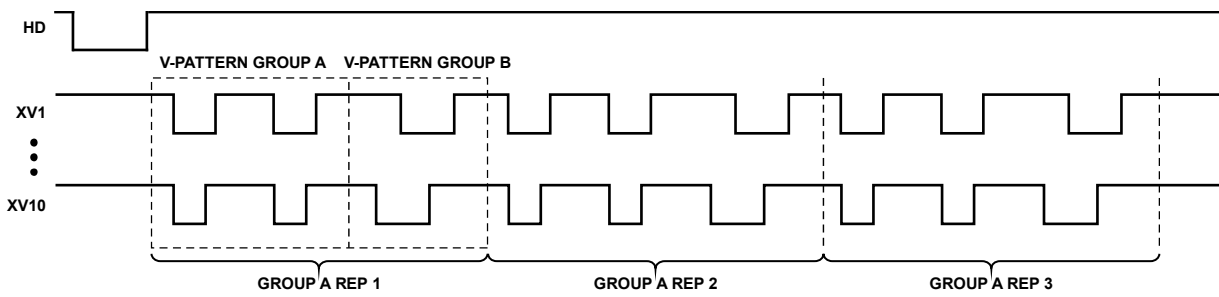 HD
V-PATTERN GROUP A V-PATTERN GROUP B
XV1
XV10
GROUP A REP 1 GROUP A REP 2 GROUP A REP 3